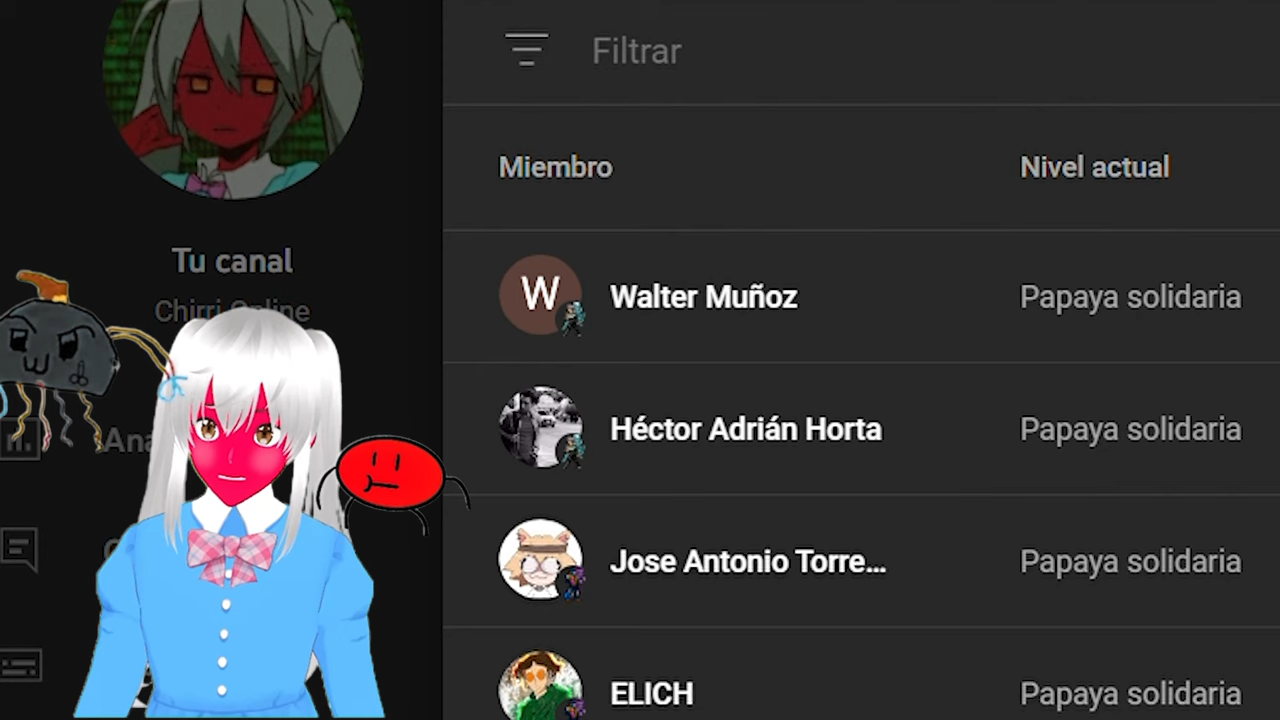 Filtrar
Miembro Nivel actual
Tu canal
Chirri Online
W Walter Muñoz Papaya solidaria
Héctor Adrián Horta Papaya solidaria
Ana
Jose Antonio Torre... Papaya solidaria
ELICH Papaya solidaria